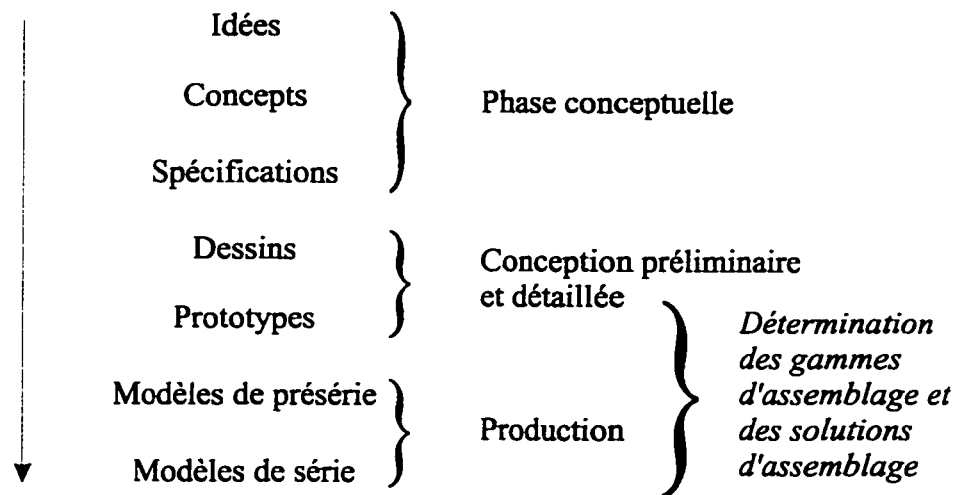 Idées
Concepts
Spécifications
Phase conceptuelle
Dessins
Prototypes
Conception préliminaire
et détaillée
Modèles de présérie
Modèles de série
Production
Détermination
des gammes
d'assemblage et
des solutions
d'assemblage